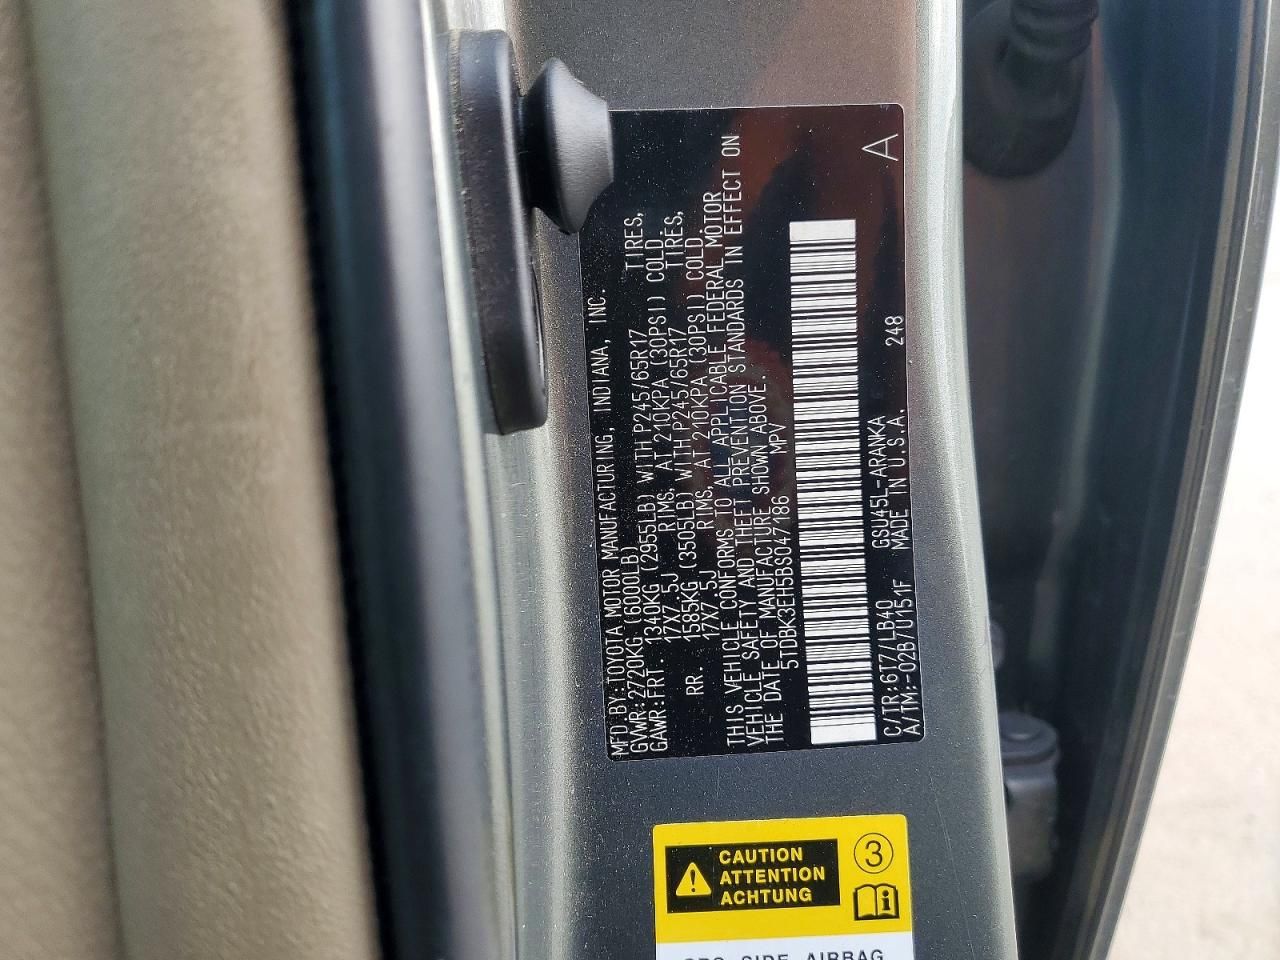 MFD BY:TOYOTA MOTOR MANUFACTURING, INDIANA, INC.
GVWR:2720KG (6000LB)
GAWR:FRT. 1340KG (2955LB) WITH P245/65R17 TIRES,
17X7.5J RIMS, AT 210KPA (30PSI) COLD.
RR. 1585KG (3505LB) WITH P245/65R17 TIRES,
17X7.5J RIMS, AT 210KPA (30PSI) COLD.
THIS VEHICLE CONFORMS TO ALL APPLICABLE FEDERAL MOTOR
VEHICLE SAFETY AND THEFT PREVENTION STANDARDS IN EFFECT ON
THE DATE OF MANUFACTURE SHOWN ABOVE.
5TDBK3EH5BS047186 MPV
A
C/TR:6T7/LB40 GSU45L-ARANKA 248
A/TM:-02B/U151F MADE IN U.S.A.
CAUTION
ATTENTION
ACHTUNG
3
SIDE AIRBAG